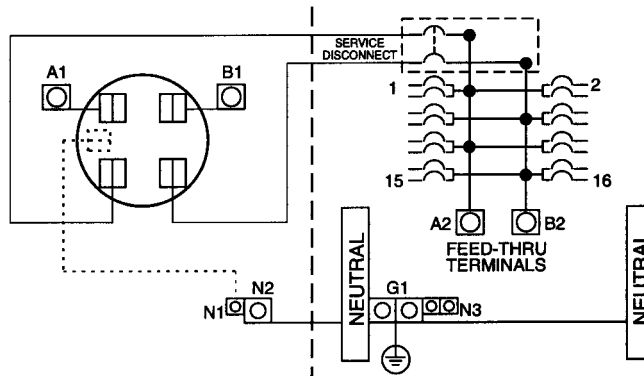 SERVICE
DISCONNECT
A1
B1
1
2
15
16
A2
B2
FEED-THRU
TERMINALS
N1
N2
NEUTRAL
G1
N3
NEUTRAL